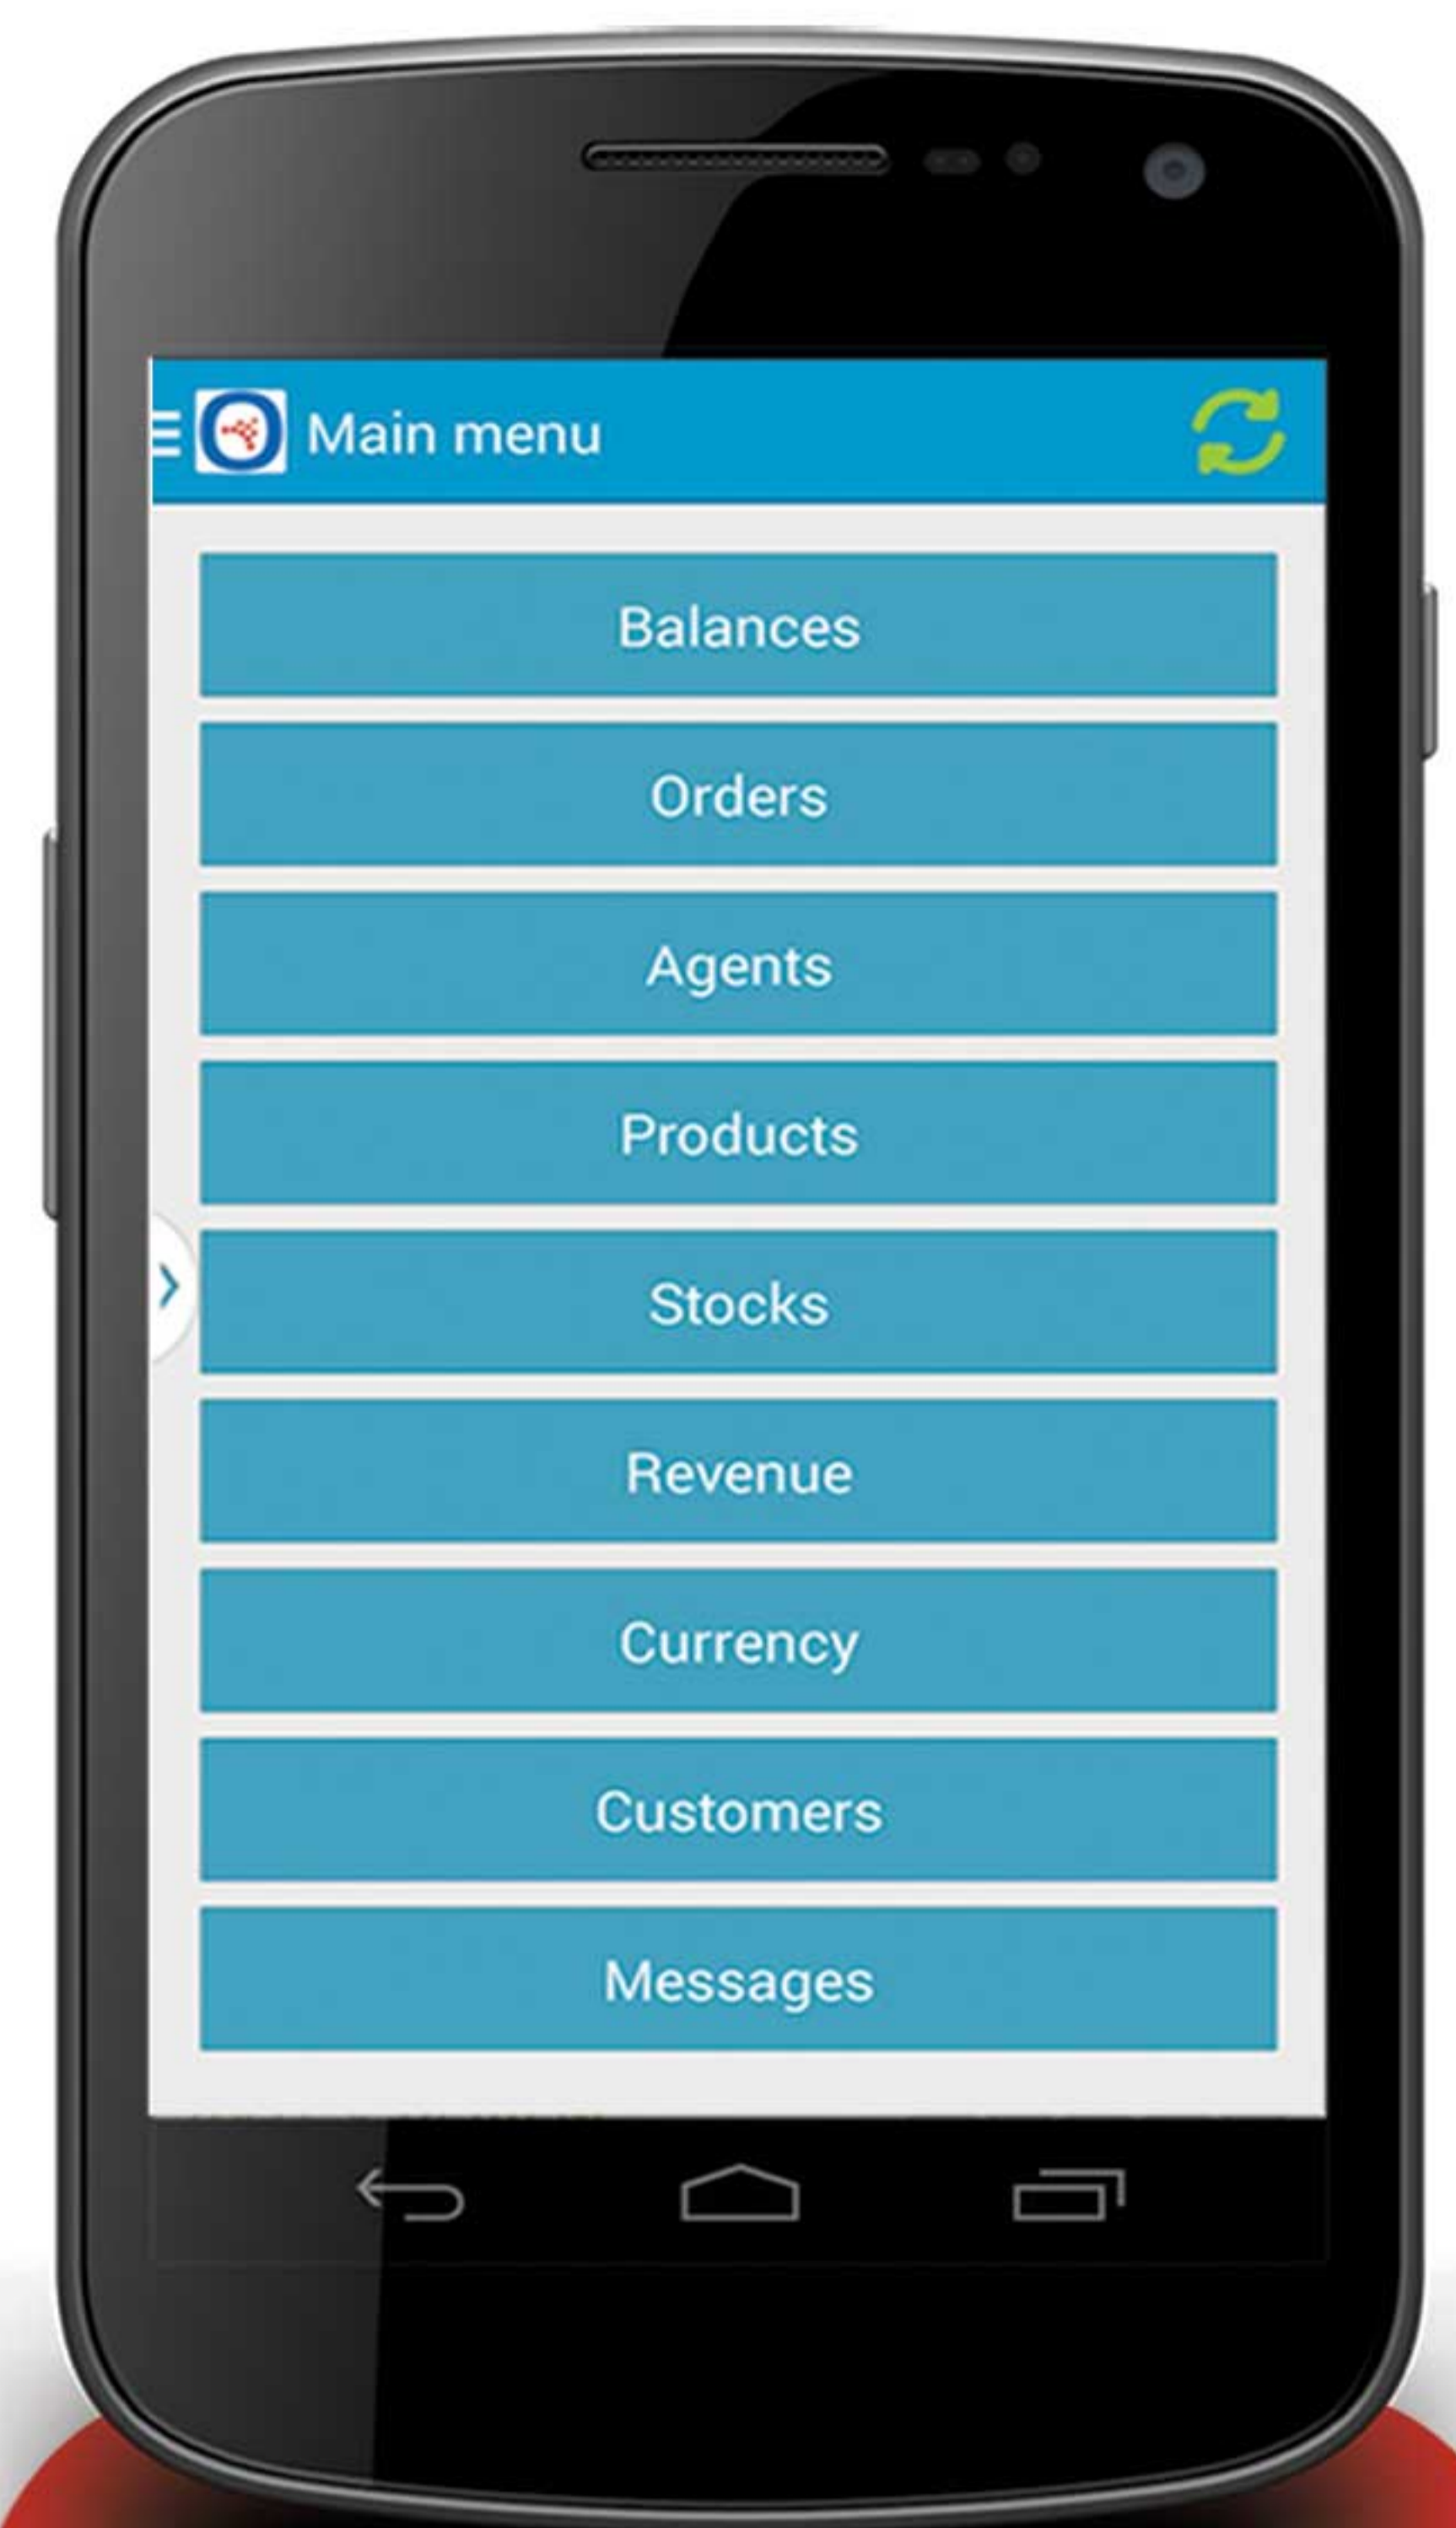 Main menu
Balances
Orders
Agents
Products
Stocks
Revenue
Currency
Customers
Messages